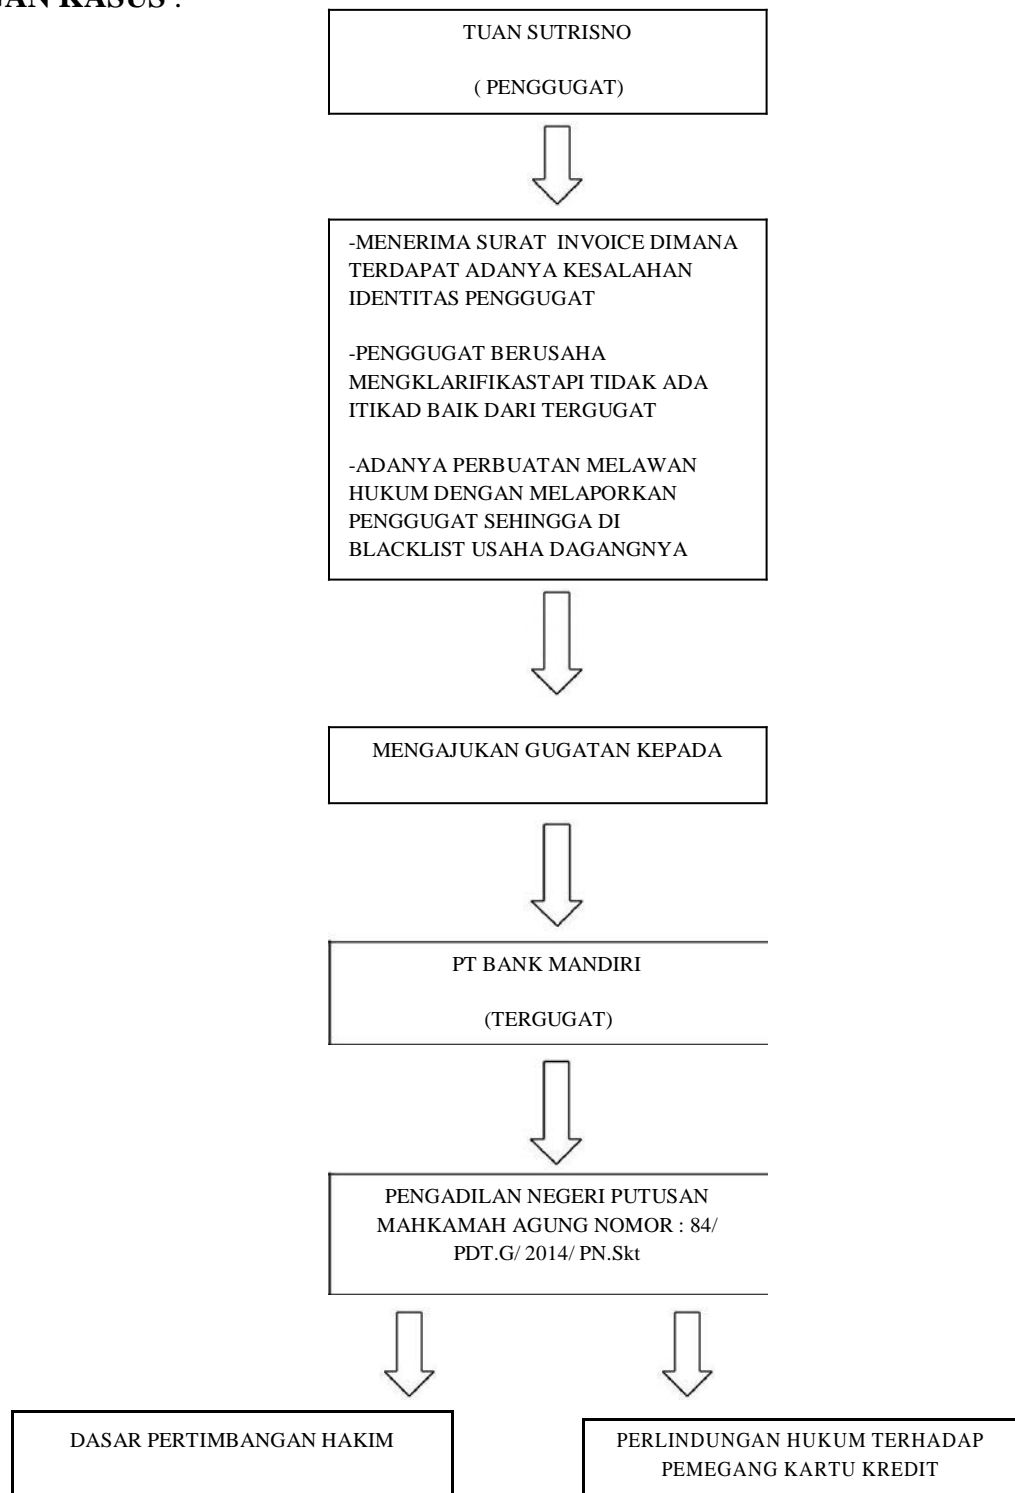 KASUS :
TUAN SUTRISNO
( PENGGUGAT)
-MENERIMA SURAT INVOICE DIMANA
TERDAPAT ADANYA KESALAHAN
IDENTITAS PENGGUGAT
-PENGGUGAT BERUSAHA
MENGKLARIFIKASTAPI TIDAK ADA
ITIKAD BAIK DARI TERGUGAT
-ADANYA PERBUATAN MELAWAN
HUKUM DENGAN MELAPORKAN
PENGGUGAT SEHINGGA DI
BLACKLIST USAHA DAGANGNYA
MENGAJUKAN GUGATAN KEPADA
PT BANK MANDIRI
(TERGUGAT)
PENGADILAN NEGERI PUTUSAN
MAHKAMAH AGUNG NOMOR : 84/
PDT.G/ 2014/ PN.Skt
DASAR PERTIMBANGAN HAKIM
PERLINDUNGAN HUKUM TERHADAP
PEMEGANG KARTU KREDIT